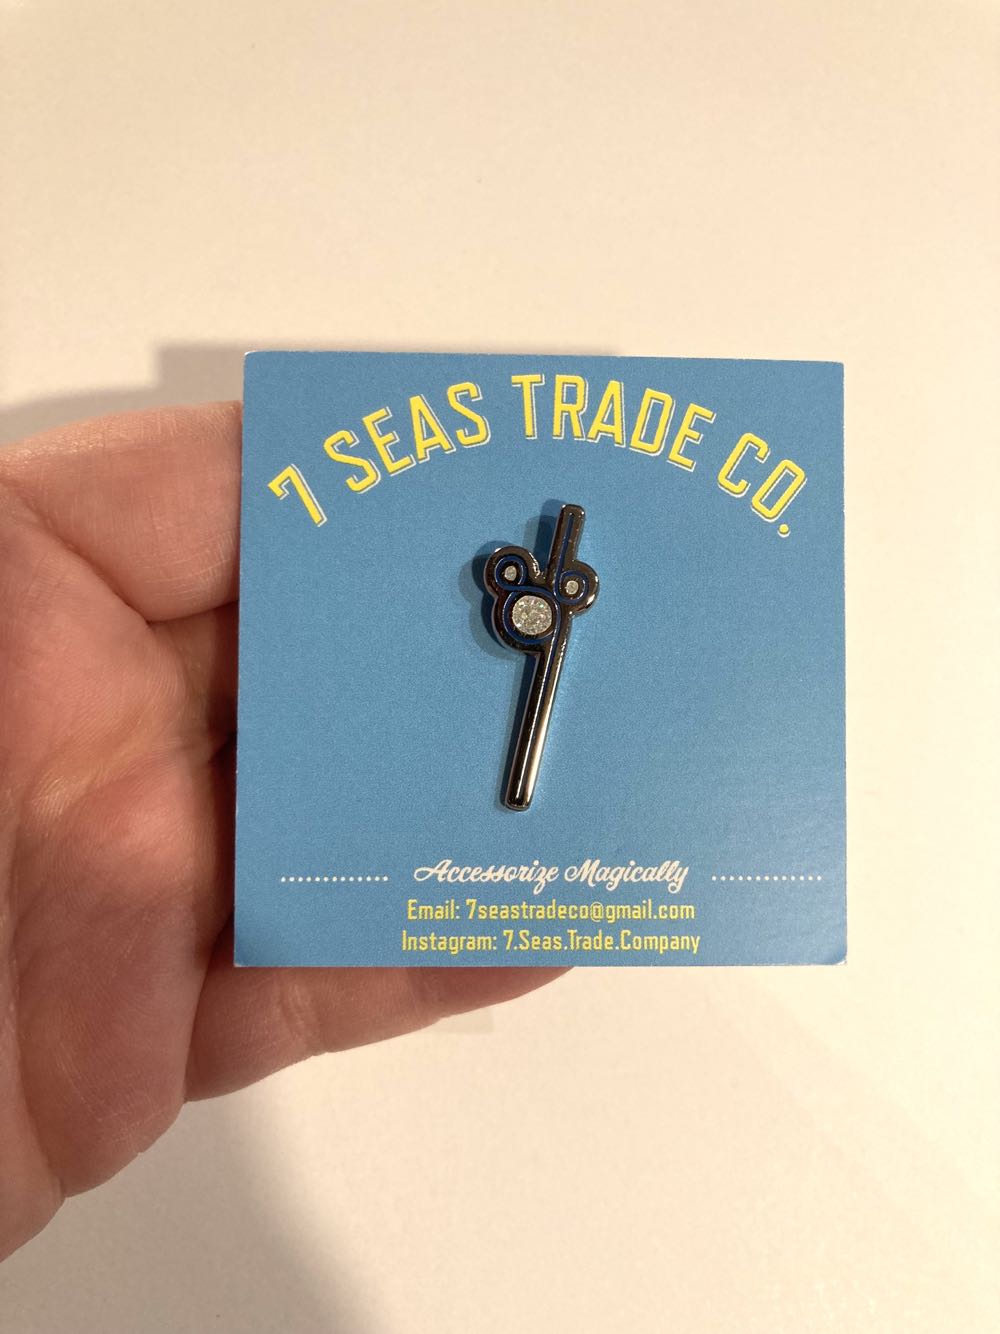 7 SEAS TRADE CO.
Accessorize Magically
Email: 7seastradeco@gmail.com
Instagram: 7.Seas.Trade.Company